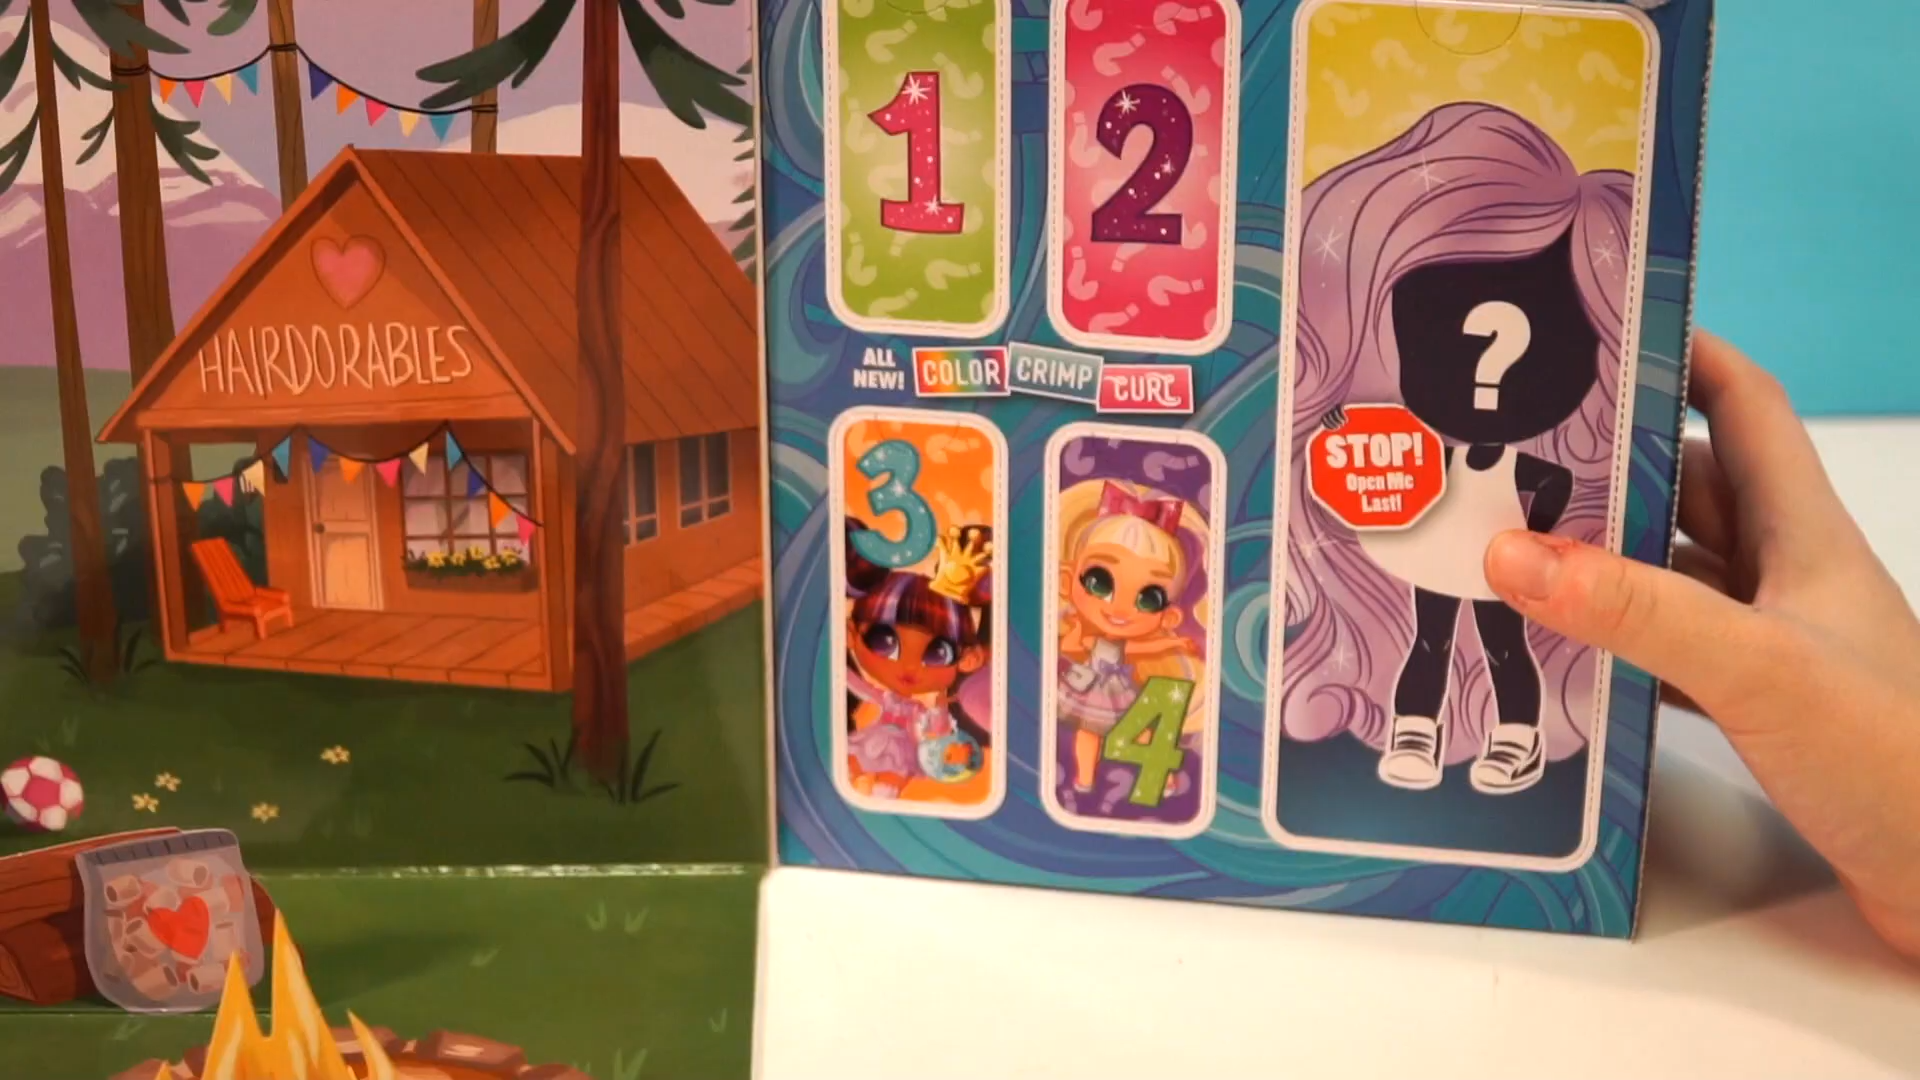 HAIRDORABLES
1
2
ALL
NEW!
COLOR CRIMP CURL
3
4
?
STOP!
Open Me
Last!